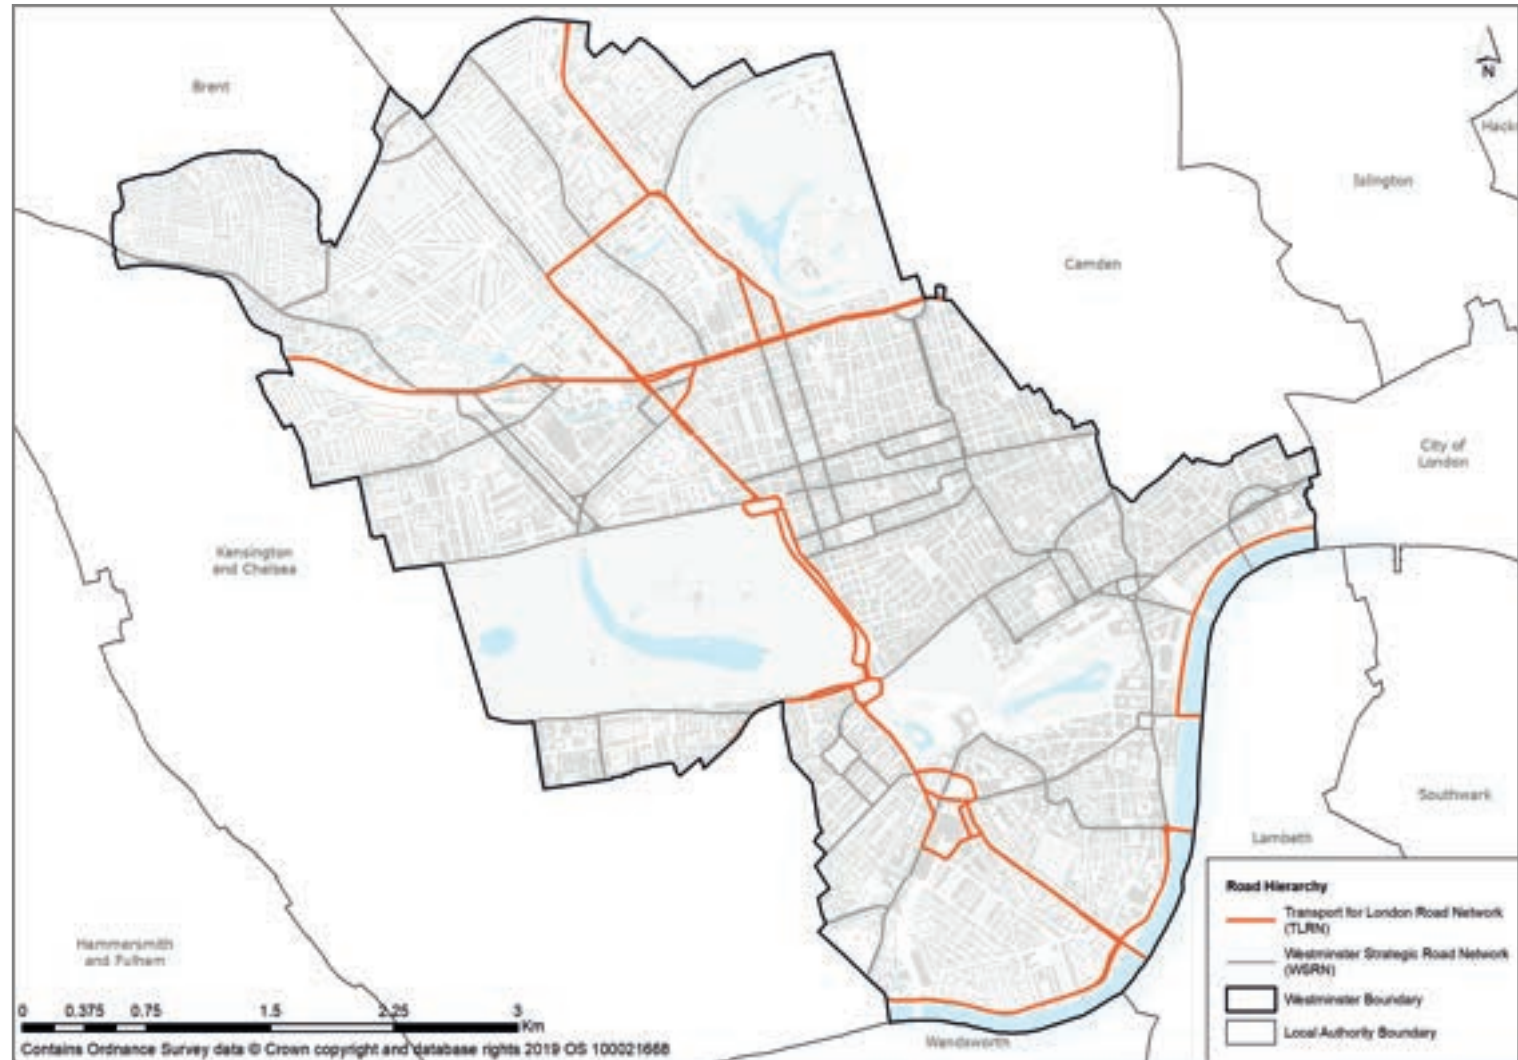 N
Brent
Hack
Islington
Camden
City of
London
Kensington
and Chelsea
Southwark
Lambeth
Hammersmith
and Fulham
Wandsworth
Road Hierarchy
Transport for London Road Network
(TLRN)
Westminster Strategic Road Network
(WSRN)
Westminster Boundary
Local Authority Boundary
0 0.375 0.75 1.5 2.25 3
Km
Contains Ordnance Survey data © Crown copyright and database rights 2019 OS 100021668